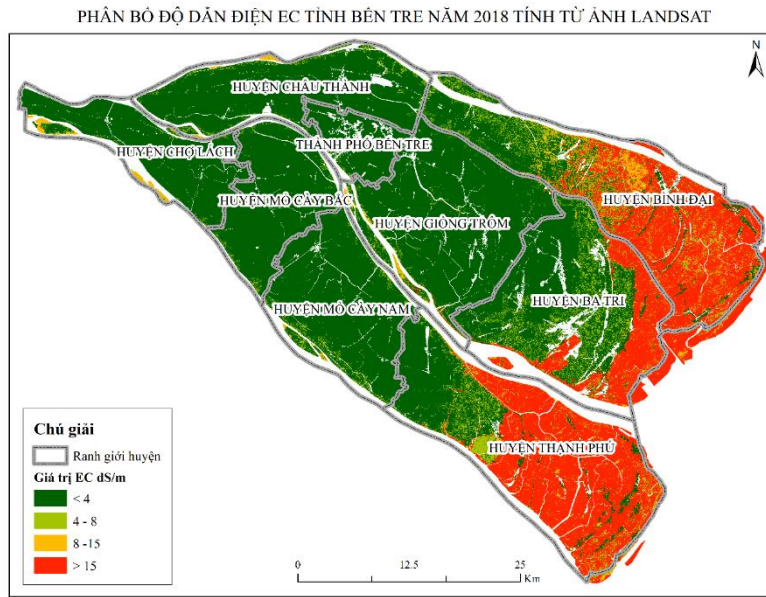 PHÂN BỐ ĐỘ DẪN ĐIỆN EC TỈNH BẾN TRE NĂM 2018 TÍNH TỪ ẢNH LANDSAT
N
HUYỆN CHÂU THÀNH
THÀNH PHỐ BẾN TRE
HUYỆN CHỢ LÁCH
HUYỆN MỎ CÀY BẮC
HUYỆN BÌNH ĐẠI
HUYỆN GIỒNG TRÔM
HUYỆN BA TRI
HUYỆN MỎ CÀY NAM
HUYỆN THẠNH PHÚ
Chú giải
Ranh giới huyện
Giá trị EC dS/m
< 4
4 - 8
8 -15
> 15
0 12.5 25
Km